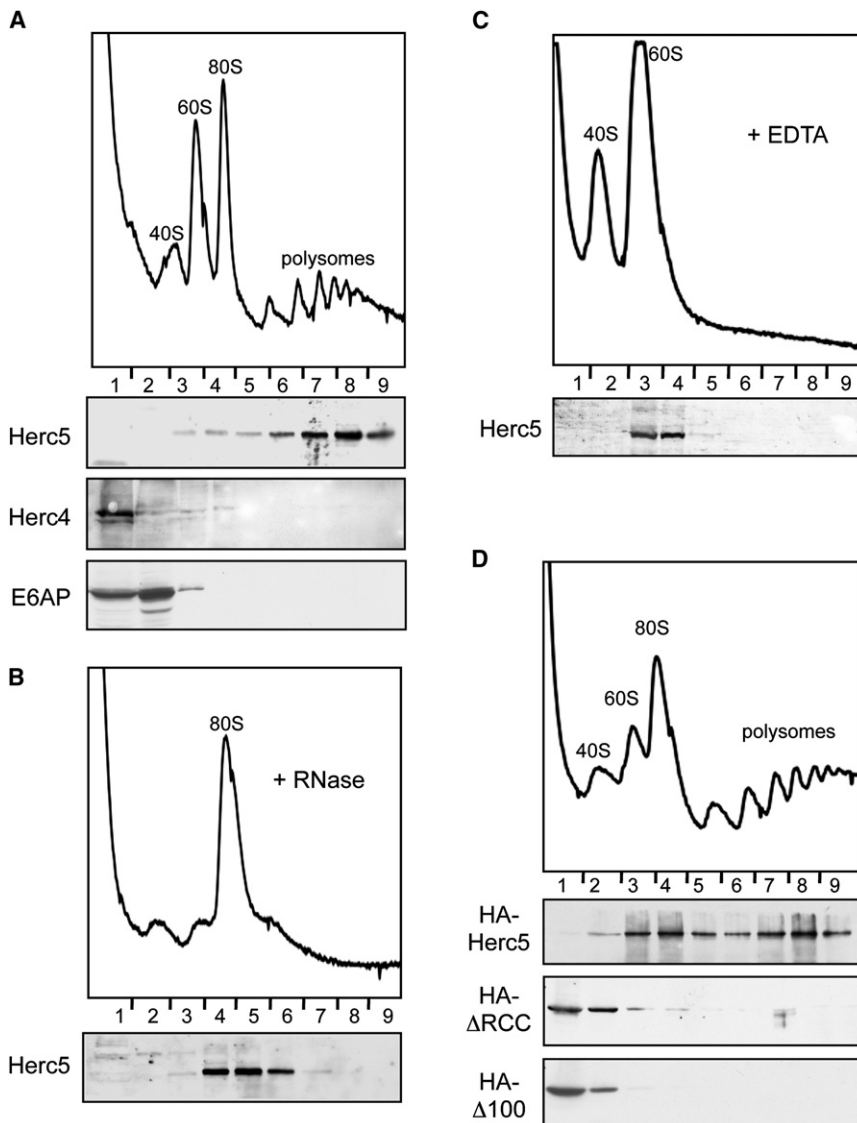 A
40S
60S
80S
polysomes
1 2 3 4 5 6 7 8 9
Herc5
Herc4
E6AP
B
80S
+ RNase
1 2 3 4 5 6 7 8 9
Herc5
C
40S
60S
+ EDTA
1 2 3 4 5 6 7 8 9
Herc5
D
40S
60S
80S
polysomes
1 2 3 4 5 6 7 8 9
HA-
Herc5
HA-
ΔRCC
HA-
Δ100